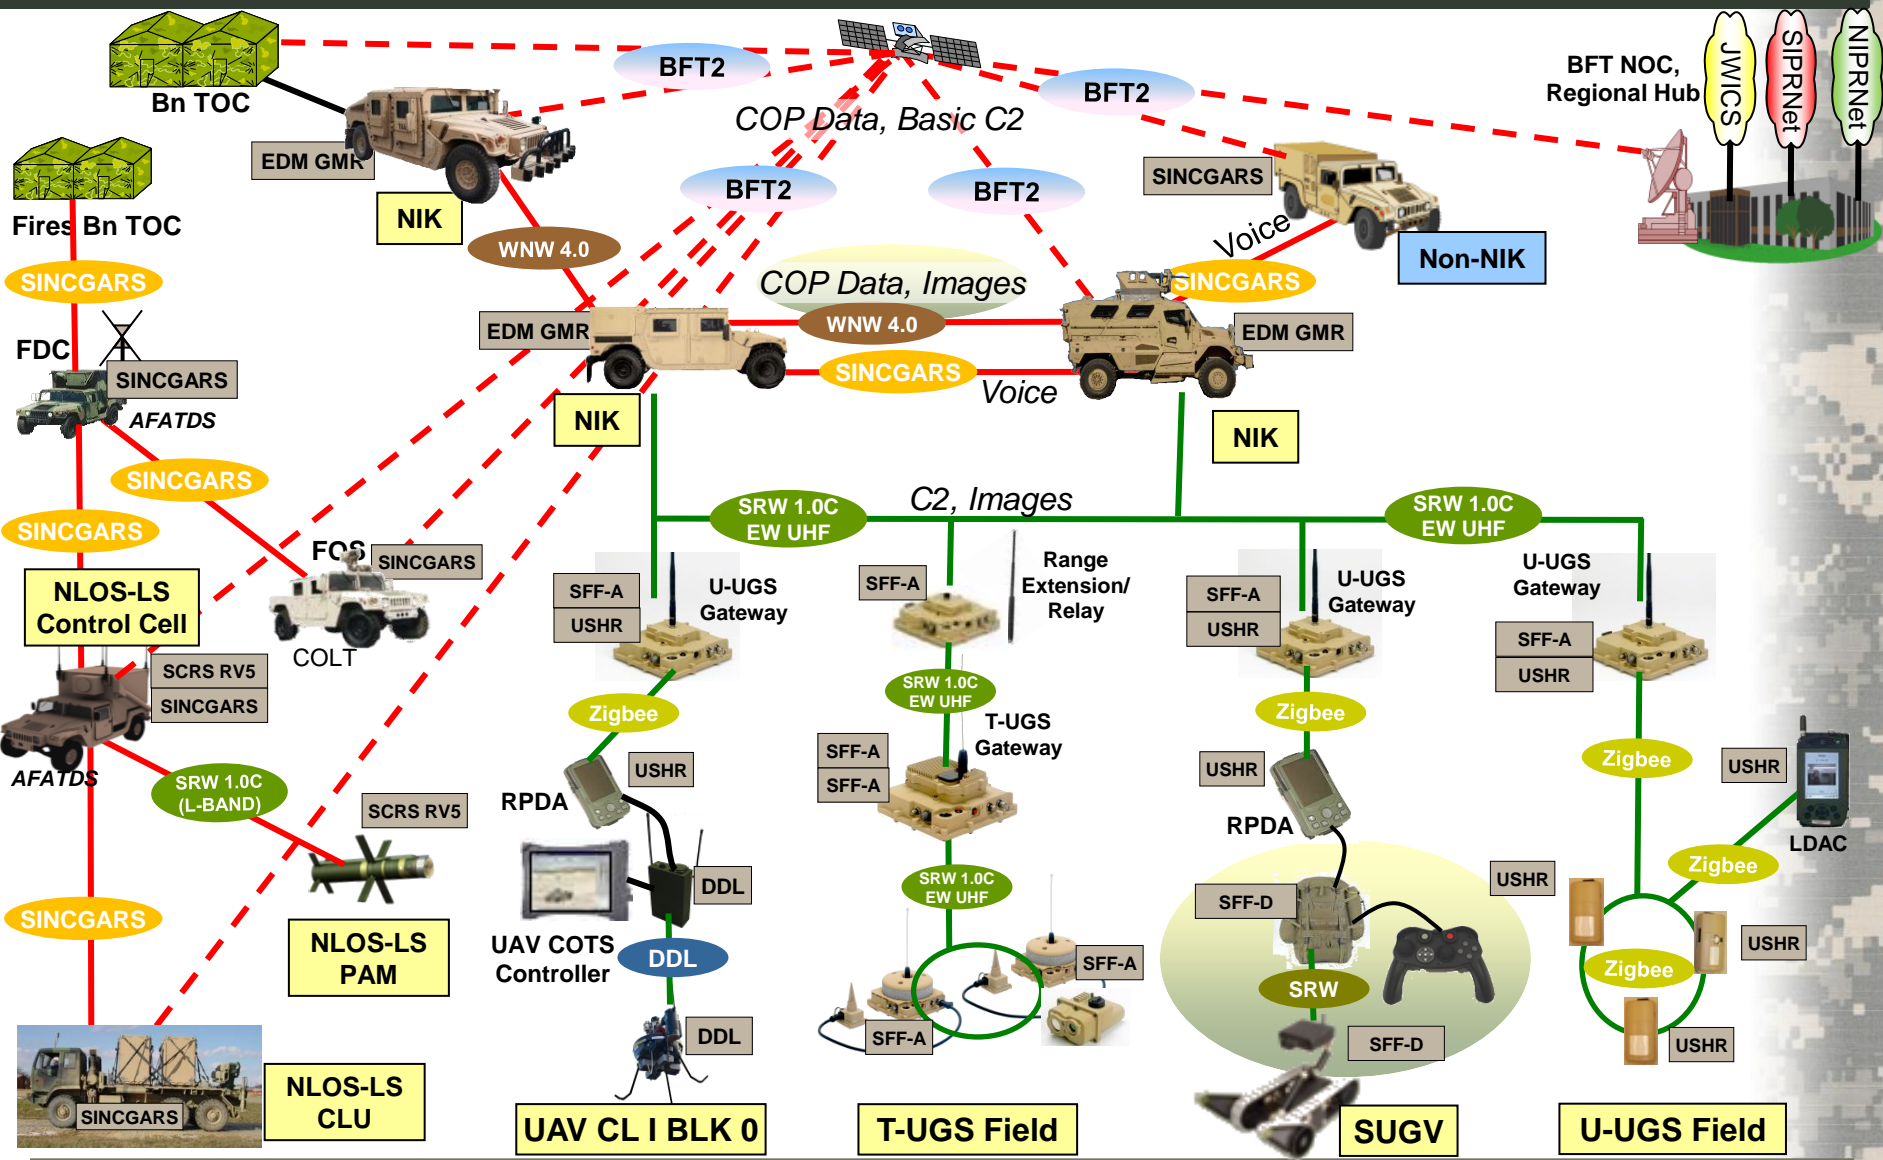 BFT2
Bn TOC
COP Data, Basic C2
BFT2
BFT NOC,
Regional Hub
JWICS
SIPRNet
NIPRNet
EDM GMR
NIK
BFT2
BFT2
SINCGARS
Non-NIK
Fires Bn TOC
WNW 4.0
Voice
SINCGARS
COP Data, Images
SINCGARS
EDM GMR
WNW 4.0
EDM GMR
FDC
SINCGARS
AFATDS
SINCGARS
Voice
NIK
NIK
SINCGARS
SINCGARS
C2, Images
SRW 1.0C
EW UHF
SRW 1.0C
EW UHF
FOS
SINCGARS
COLT
NLOS-LS
Control Cell
SCRS RV5
SINCGARS
AFATDS
SFF-A
USHR
U-UGS
Gateway
SFF-A
Range
Extension/
Relay
SFF-A
USHR
U-UGS
Gateway
U-UGS
Gateway
SFF-A
USHR
Zigbee
SRW 1.0C
EW UHF
Zigbee
Zigbee
T-UGS
Gateway
SFF-A
SFF-A
USHR
RPDA
USHR
RPDA
USHR
LDAC
Zigbee
SRW 1.0C
(L-BAND)
SCRS RV5
SINCGARS
NLOS-LS
PAM
DDL
UAV COTS
Controller
DDL
DDL
SRW 1.0C
EW UHF
SFF-A
SFF-A
SFF-D
SRW
SFF-D
USHR
USHR
Zigbee
USHR
SINCGARS
NLOS-LS
CLU
UAV CL I BLK 0
T-UGS Field
SUGV
U-UGS Field